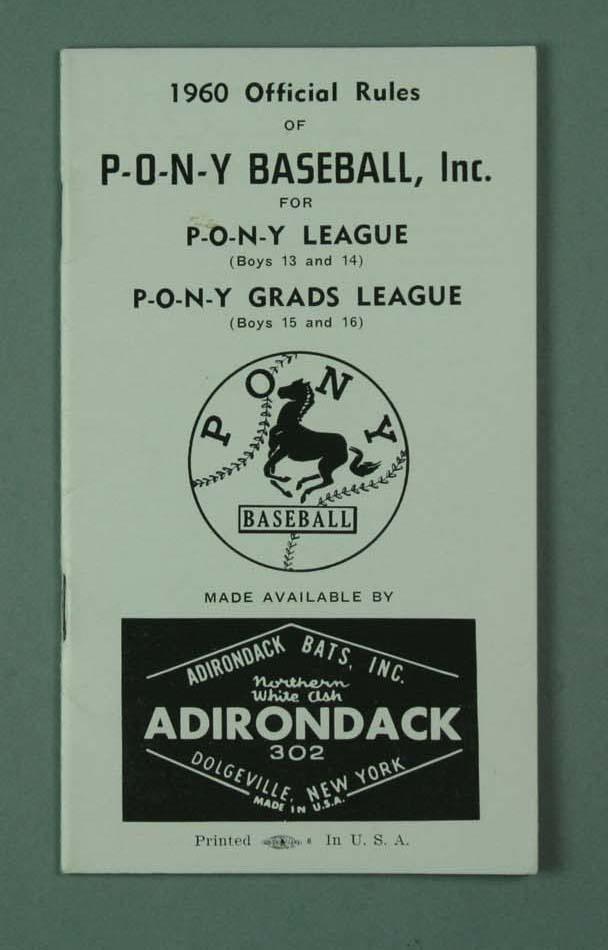 1960 Official Rules
OF
P-O-N-Y BASEBALL, Inc.
FOR
P-O-N-Y LEAGUE
(Boys 13 and 14)
P-O-N-Y GRADS LEAGUE
(Boys 15 and 16)
PONY
BASEBALL
MADE AVAILABLE BY
ADIRONDACK BATS, INC.
Northern
White Ash
ADIRONDACK
302
DOLGEVILLE, NEW YORK
MADE IN U.S.A.
Printed In U. S. A.